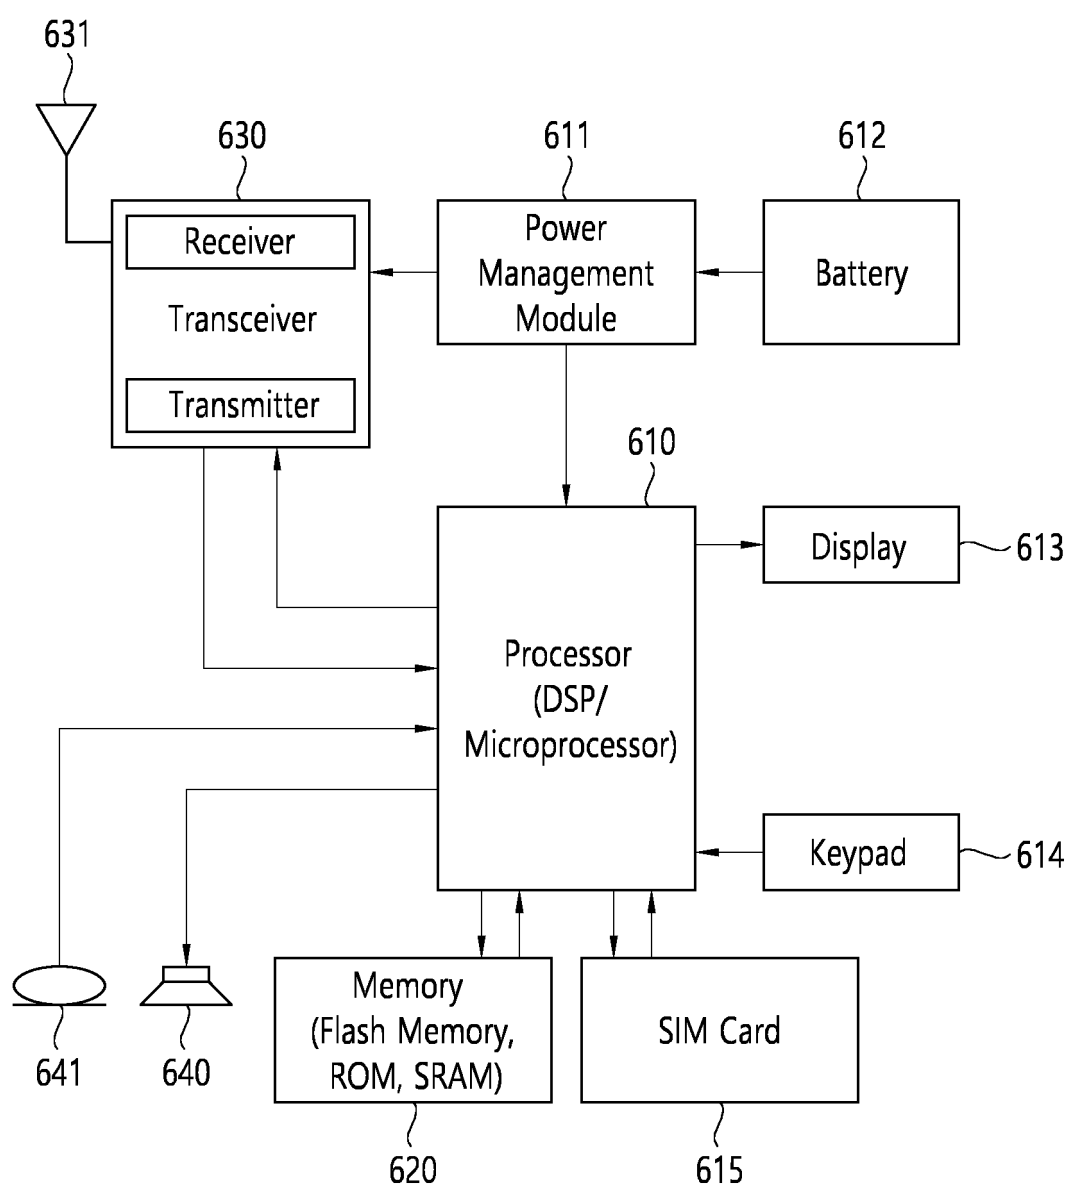 631
630
611
612
Receiver
Transceiver
Transmitter
Power
Management
Module
Battery
610
Display
613
Processor
(DSP/
Microprocessor)
Keypad
614
641
640
Memory
(Flash Memory,
ROM, SRAM)
SIM Card
620
615